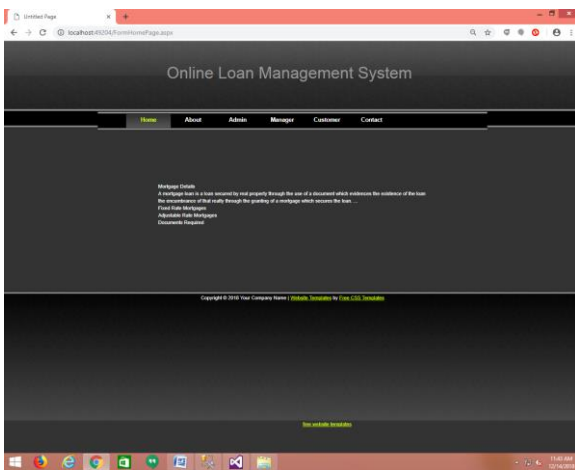 Untitled Page
localhost:49204/FormHomePage.aspx
Online Loan Management System
Home About Admin Manager Customer Contact
Mortgage Details
A mortgage loan is a loan secured by real property through the use of a document which evidences the existence of the loan
the encumbrance of that realty through the granting of a mortgage which secures the loan. ...
Fixed Rate Mortgages
Adjustable Rate Mortgages
Documents Required
Copyright © 2018 Your Company Name | Website Templates by Free CSS Templates
free website templates
11:43 AM
12/14/2018